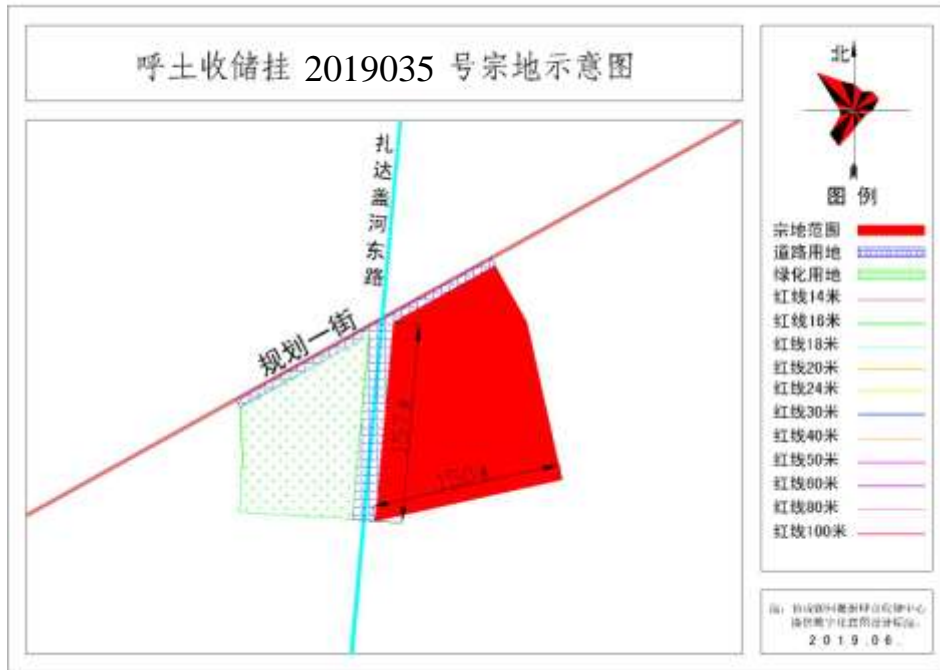 呼土收储挂 2019035 号宗地示意图
北
图 例
宗地范围
道路用地
绿化用地
红线14米
红线16米
红线18米
红线20米
红线24米
红线30米
红线40米
红线50米
红线60米
红线80米
红线100米
扎达盖河东路
规划一街
150米
2019.06.